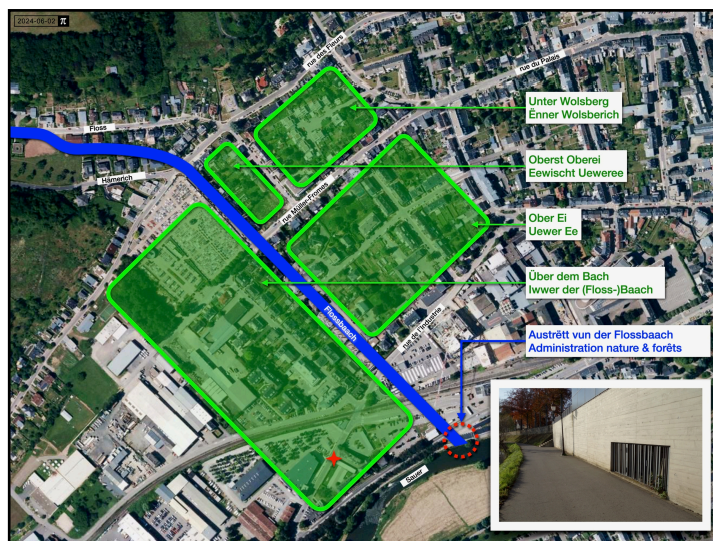 2024-06-02 π
rue des Fleurs
rue du Palais
Floss
Unter Wolsberg
Ënner Wolsberich
Hämerich
Oberst Oberei
Eewischt Ueweree
rue Müller-Fromes
Ober Ei
Uewer Ee
Über dem Bach
Iwwer der (Floss-)Baach
Flossbaach
rue de l'Industrie
Austrëtt vun der Flossbaach
Administration nature & forêts
Sauer